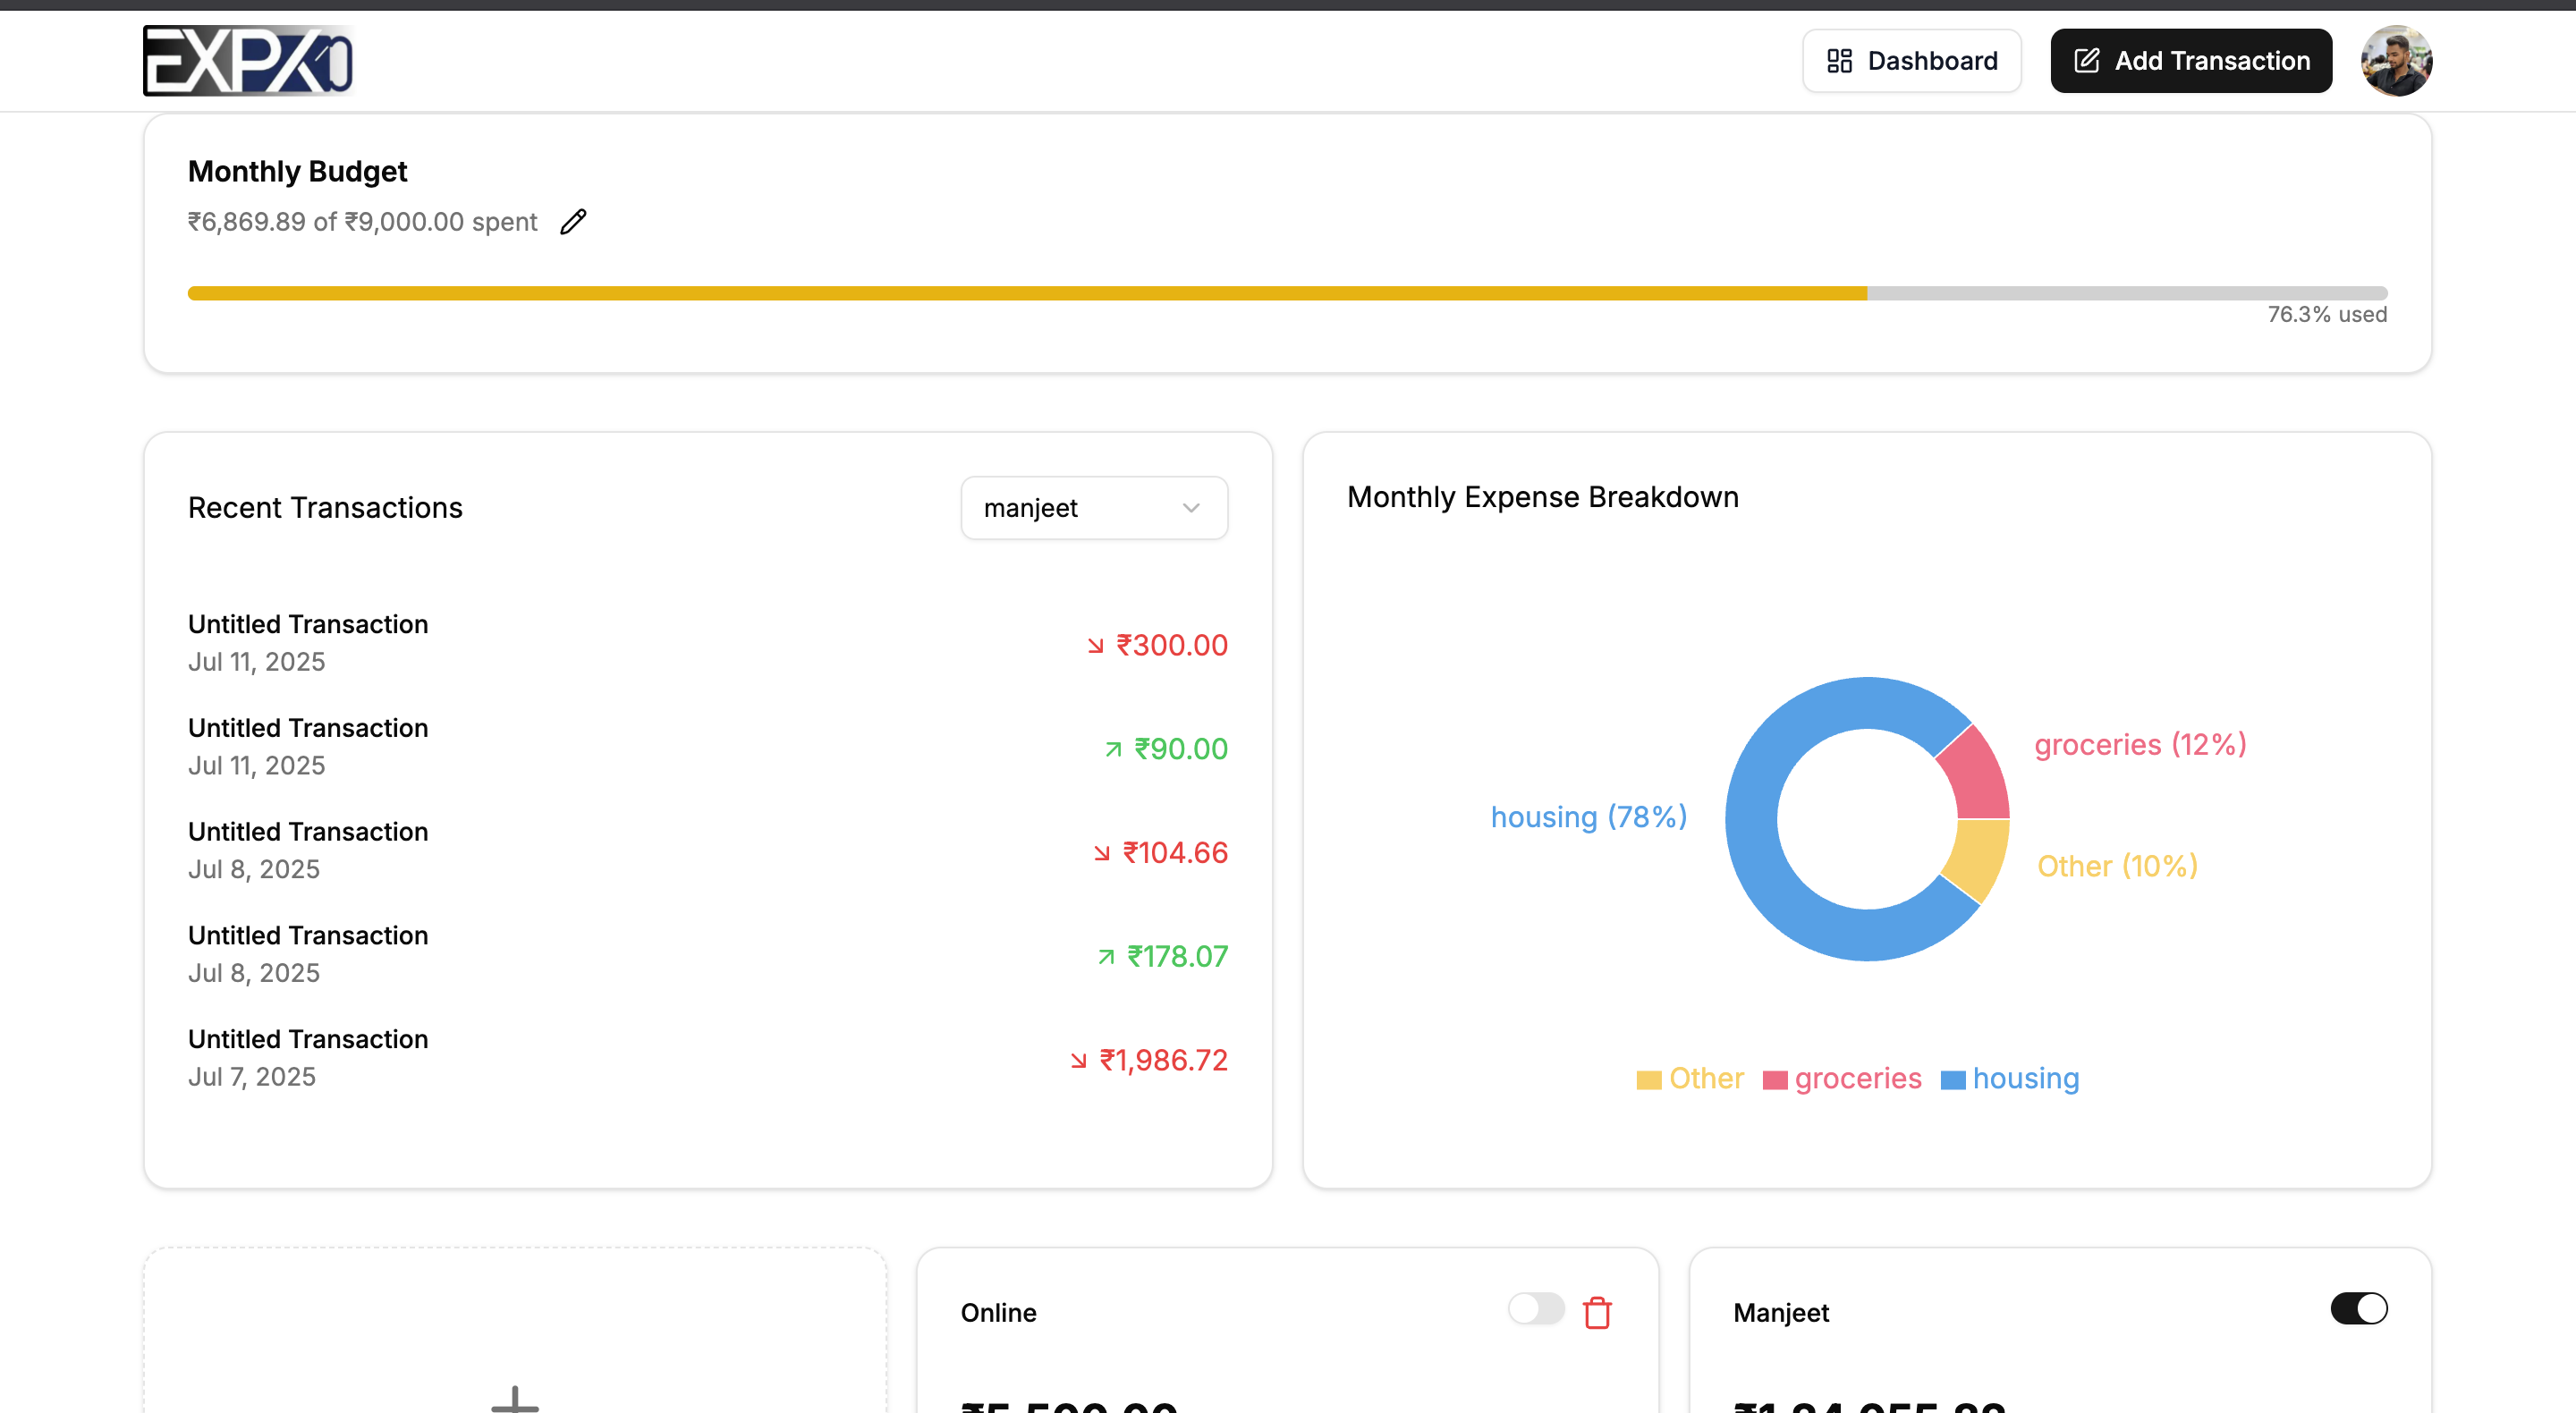 EXPX10
Dashboard
Add Transaction
Monthly Budget
₹6,869.89 of ₹9,000.00 spent
76.3% used
Recent Transactions
manjeet
Untitled Transaction
Jul 11, 2025
₹300.00
Untitled Transaction
Jul 11, 2025
₹90.00
Untitled Transaction
Jul 8, 2025
₹104.66
Untitled Transaction
Jul 8, 2025
₹178.07
Untitled Transaction
Jul 7, 2025
₹1,986.72
Monthly Expense Breakdown
groceries (12%)
housing (78%)
Other (10%)
Other groceries housing
Online
Manjeet